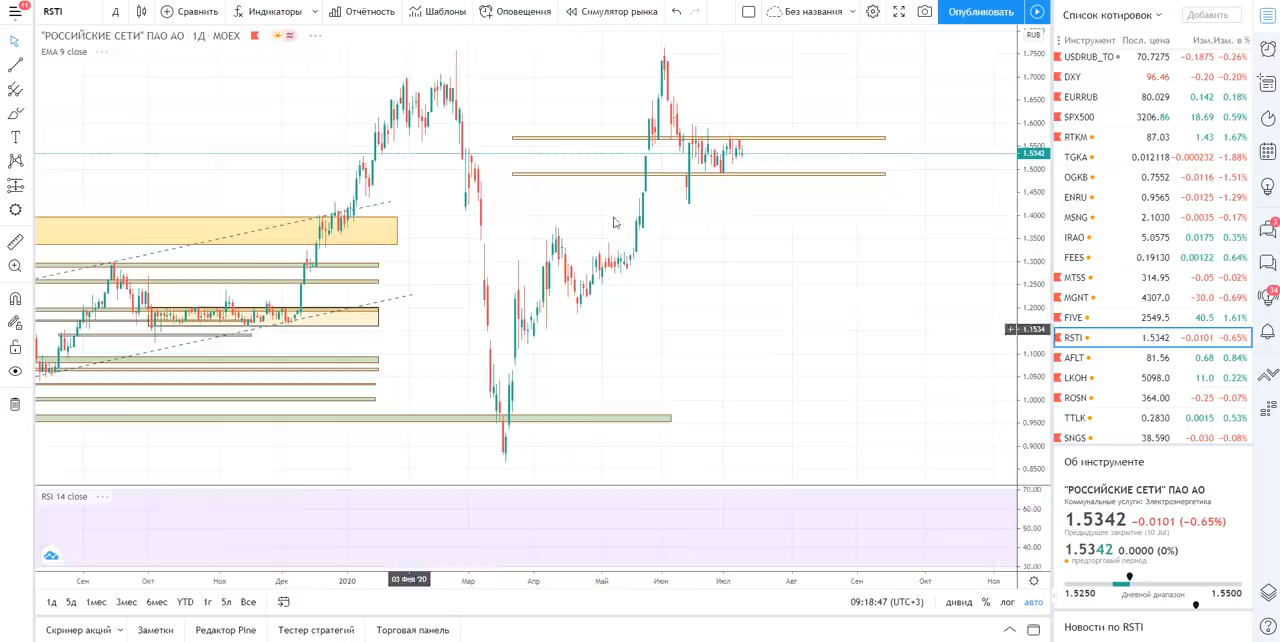 11
RSTI
Д
Сравнить
Индикаторы
Отчётность
Шаблоны
Оповещения
Симулятор рынка
Без названия
Опубликовать
Список котировок
Добавить
"РОССИЙСКИЕ СЕТИ" ПАО АО · 1Д · MOEX
EMA 9 close
RUB
1.7500
1.7000
1.6500
1.6000
1.5342
1.5000
1.4500
1.4000
1.3500
1.3000
1.2500
1.2000
1.1534
1.1000
1.0500
1.0000
0.9500
0.9000
0.8500
Инструмент Посл. цена Изм. Изм. в %
USDRUB_TO 70.7275 −0.1875 −0.26%
DXY 96.46 −0.20 −0.20%
EURRUB 80.029 0.142 0.18%
SPX500 3206.86 18.69 0.59%
RTKM 87.03 1.43 1.67%
TGKA 0.012118 −0.000232 −1.88%
OGKB 0.7552 −0.0116 −1.51%
ENRU 0.9565 −0.0125 −1.29%
MSNG 2.1030 −0.0035 −0.17%
IRAO 5.0575 0.0175 0.35%
FEES 0.19130 0.00122 0.64%
MTSS 314.95 −0.05 −0.02%
MGNT 4307.0 −30.0 −0.69%
FIVE 2549.5 40.5 1.61%
RSTI 1.5342 −0.0101 −0.65%
AFLT 81.56 0.68 0.84%
LKOH 5098.0 11.0 0.22%
ROSN 364.00 −0.25 −0.07%
TTLK 0.2830 0.0015 0.53%
SNGS 38.590 −0.030 −0.08%
3
34
Об инструменте
"РОССИЙСКИЕ СЕТИ" ПАО АО
Коммунальные услуги: Электроэнергетика
1.5342 −0.0101 (−0.65%)
Предыдущее закрытие (10 Jul)
1.5342 0.0000 (0%)
предторговый период
1.5250 Дневной диапазон 1.5500
Новости по RSTI
RSI 14 close
70.00
60.00
50.00
40.00
30.00
Сен Окт Ноя Дек 2020 03 Фев '20 Мар Апр Май Июн Июл Авг Сен Окт Ноя
1д 5д 1мес 3мес 6мес YTD 1г 5л Все
09:18:47 (UTC+3) дивид % лог авто
Скринер акций Заметки Редактор Pine Тестер стратегий Торговая панель